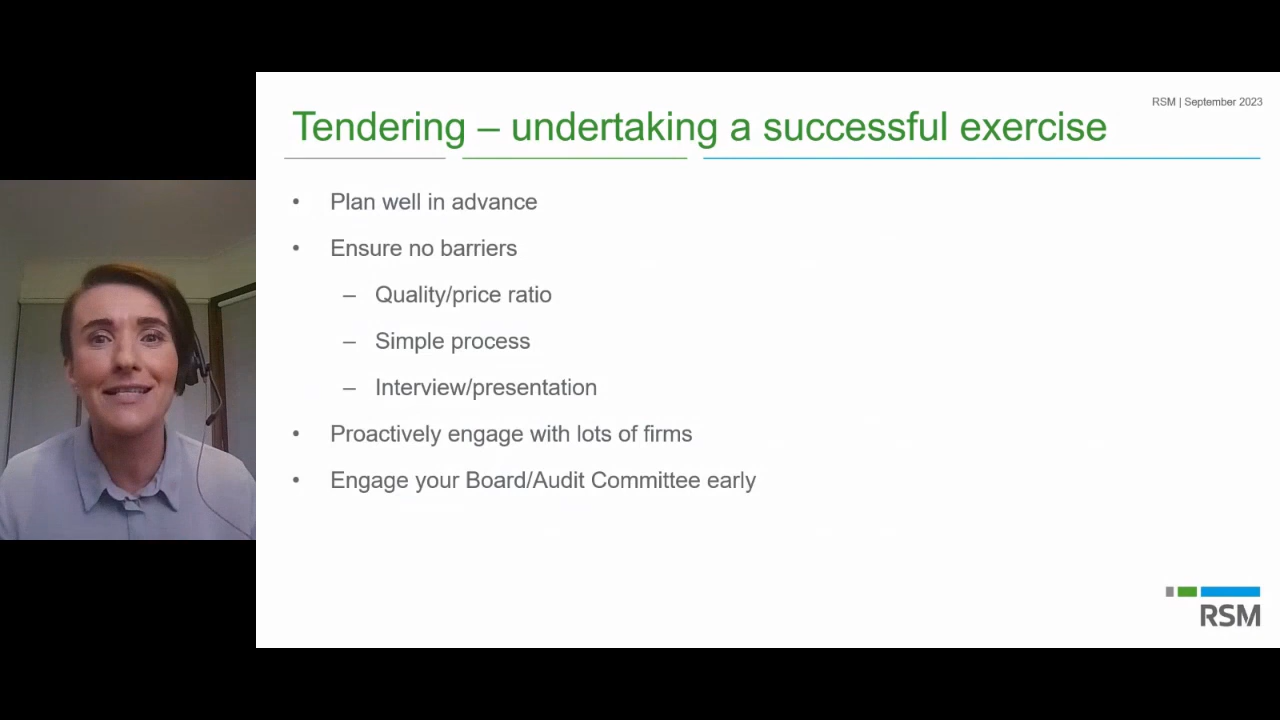 RSM | September 2023
Tendering – undertaking a successful exercise
• Plan well in advance
• Ensure no barriers
– Quality/price ratio
– Simple process
– Interview/presentation
• Proactively engage with lots of firms
• Engage your Board/Audit Committee early
RSM